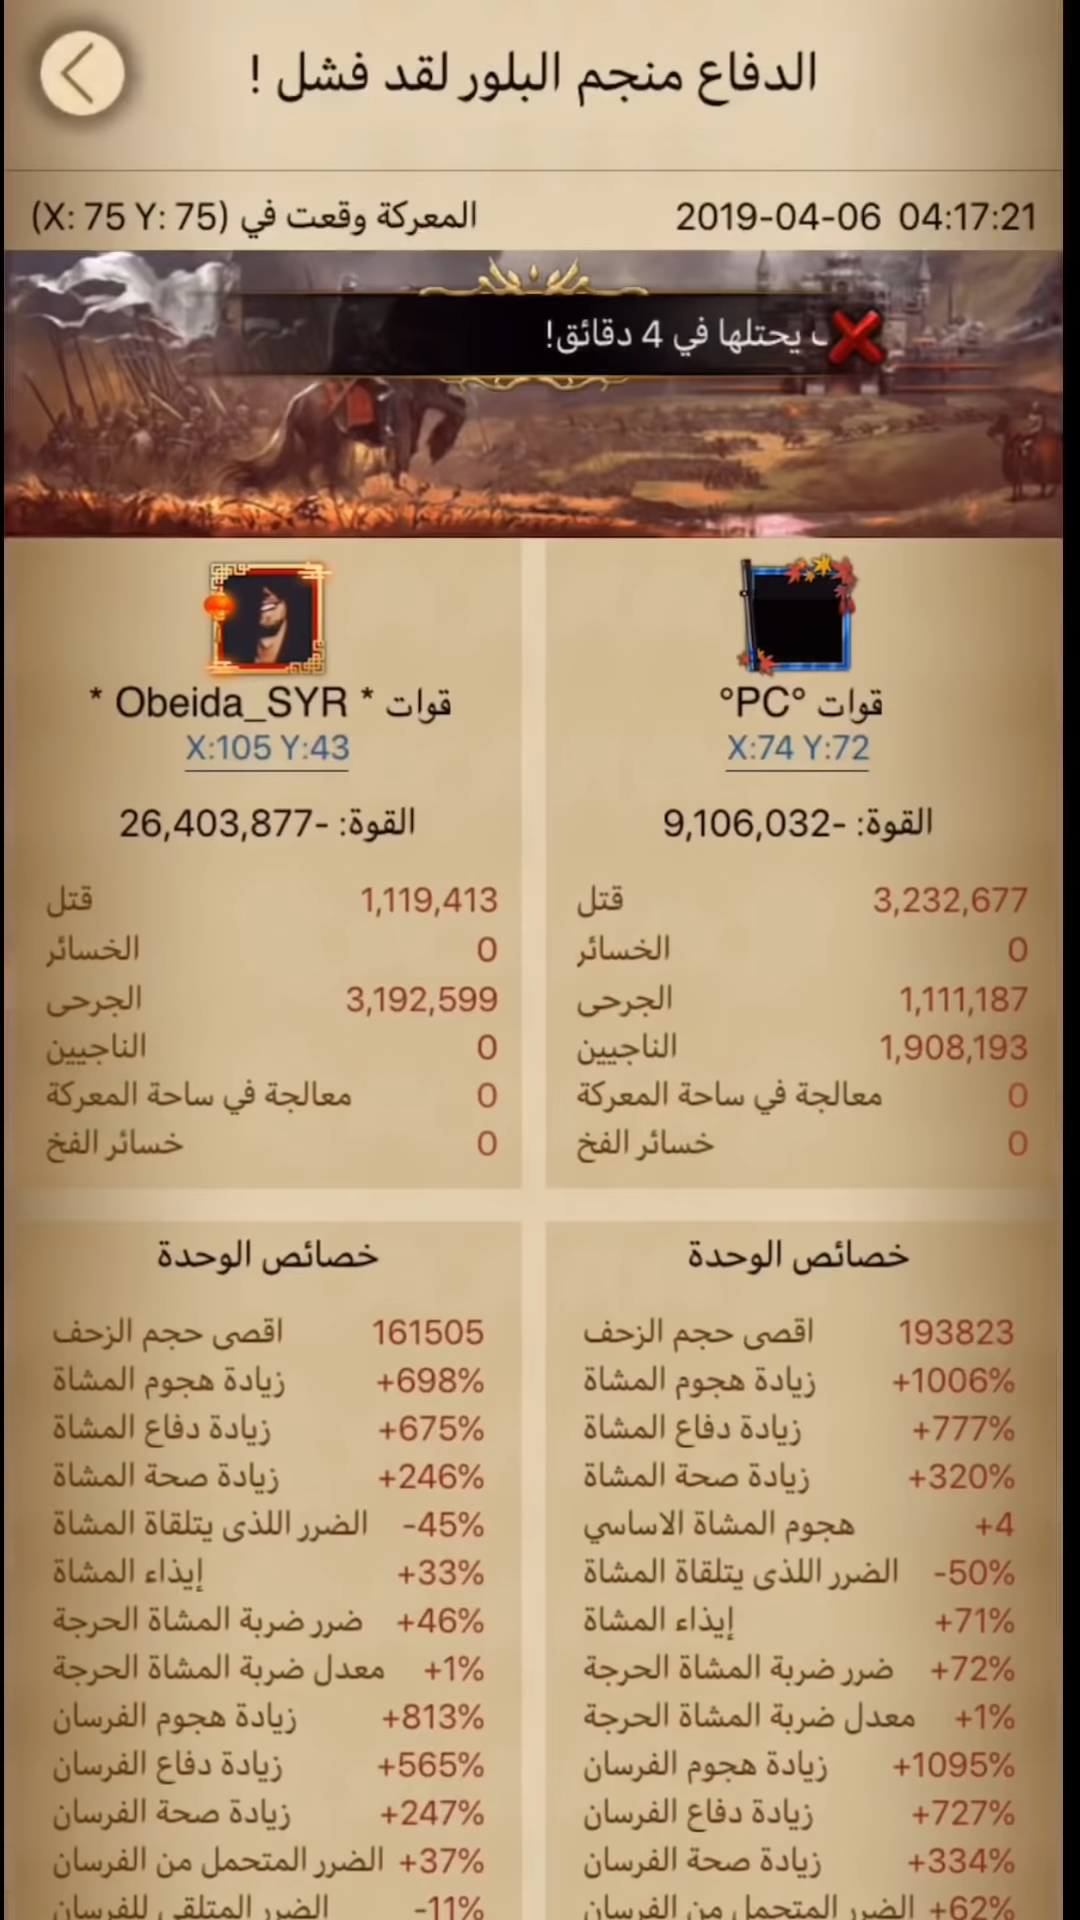 الدفاع منجم البلور لقد فشل !
المعركة وقعت في (X: 75 Y: 75)
2019-04-06 04:17:21
يحتلها في 4 دقائق!
قوات * Obeida_SYR *
X:105 Y:43
القوة: -26,403,877
قتل 1,119,413
الخسائر 0
الجرحى 3,192,599
الناجيين 0
معالجة في ساحة المعركة 0
خسائر الفخ 0
قوات °PC°
X:74 Y:72
القوة: -9,106,032
قتل 3,232,677
الخسائر 0
الجرحى 1,111,187
الناجيين 1,908,193
معالجة في ساحة المعركة 0
خسائر الفخ 0
خصائص الوحدة
اقصى حجم الزحف 161505
زيادة هجوم المشاة +698%
زيادة دفاع المشاة +675%
زيادة صحة المشاة +246%
الضرر اللذى يتلقاة المشاة -45%
إيذاء المشاة +33%
ضرر ضربة المشاة الحرجة +46%
معدل ضربة المشاة الحرجة +1%
زيادة هجوم الفرسان +813%
زيادة دفاع الفرسان +565%
زيادة صحة الفرسان +247%
الضرر المتحمل من الفرسان +37%
الضرر المتلقي للفرسان -11%
خصائص الوحدة
اقصى حجم الزحف 193823
زيادة هجوم المشاة +1006%
زيادة دفاع المشاة +777%
زيادة صحة المشاة +320%
هجوم المشاة الاساسي +4
الضرر اللذى يتلقاة المشاة -50%
إيذاء المشاة +71%
ضرر ضربة المشاة الحرجة +72%
معدل ضربة المشاة الحرجة +1%
زيادة هجوم الفرسان +1095%
زيادة دفاع الفرسان +727%
زيادة صحة الفرسان +334%
الضرر المتحمل من الفرسان +62%